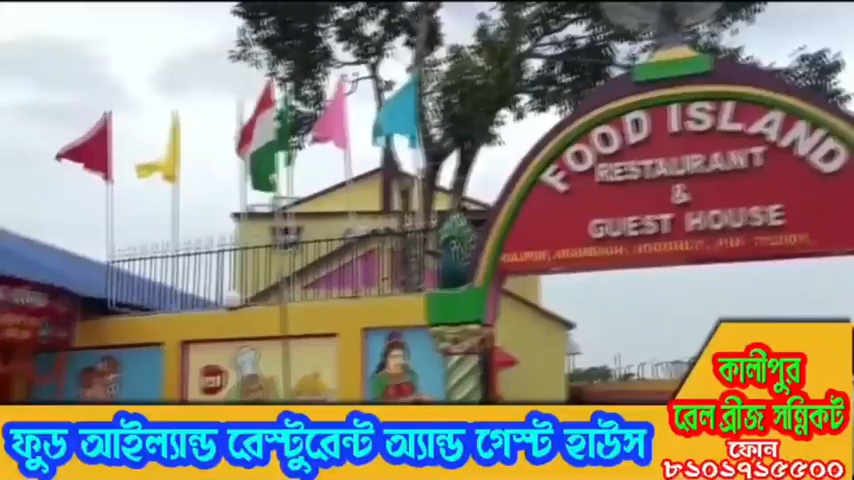 FOOD ISLAND
RESTAURANT
&
GUEST HOUSE
ফুড আইল্যান্ড রেস্টুরেন্ট অ্যান্ড গেস্ট হাউস
কালীপুর
রেল ব্রীজ সন্নিকট
ফোন
৮১০১৭১৫৫০০